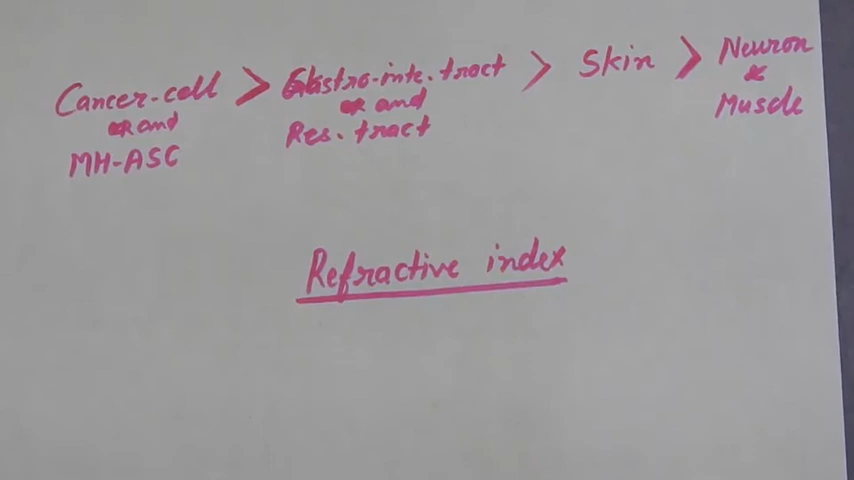 Cancer-cell > Gastro-inte.tract > Skin > Neuron
and and &
MH-ASC Res. tract Muscle
Refractive index